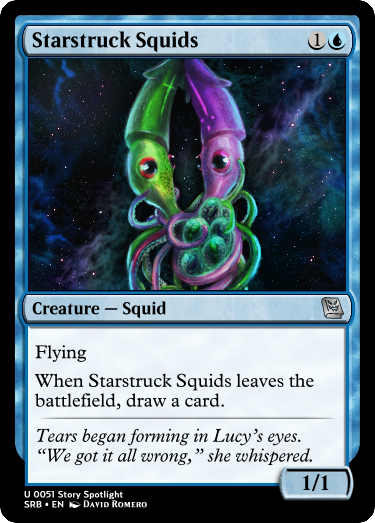 Starstruck Squids 1
Creature — Squid
Flying
When Starstruck Squids leaves the
battlefield, draw a card.
Tears began forming in Lucy's eyes.
“We got it all wrong,” she whispered.
1/1
U 0051 Story Spotlight
SRB • EN David Romero